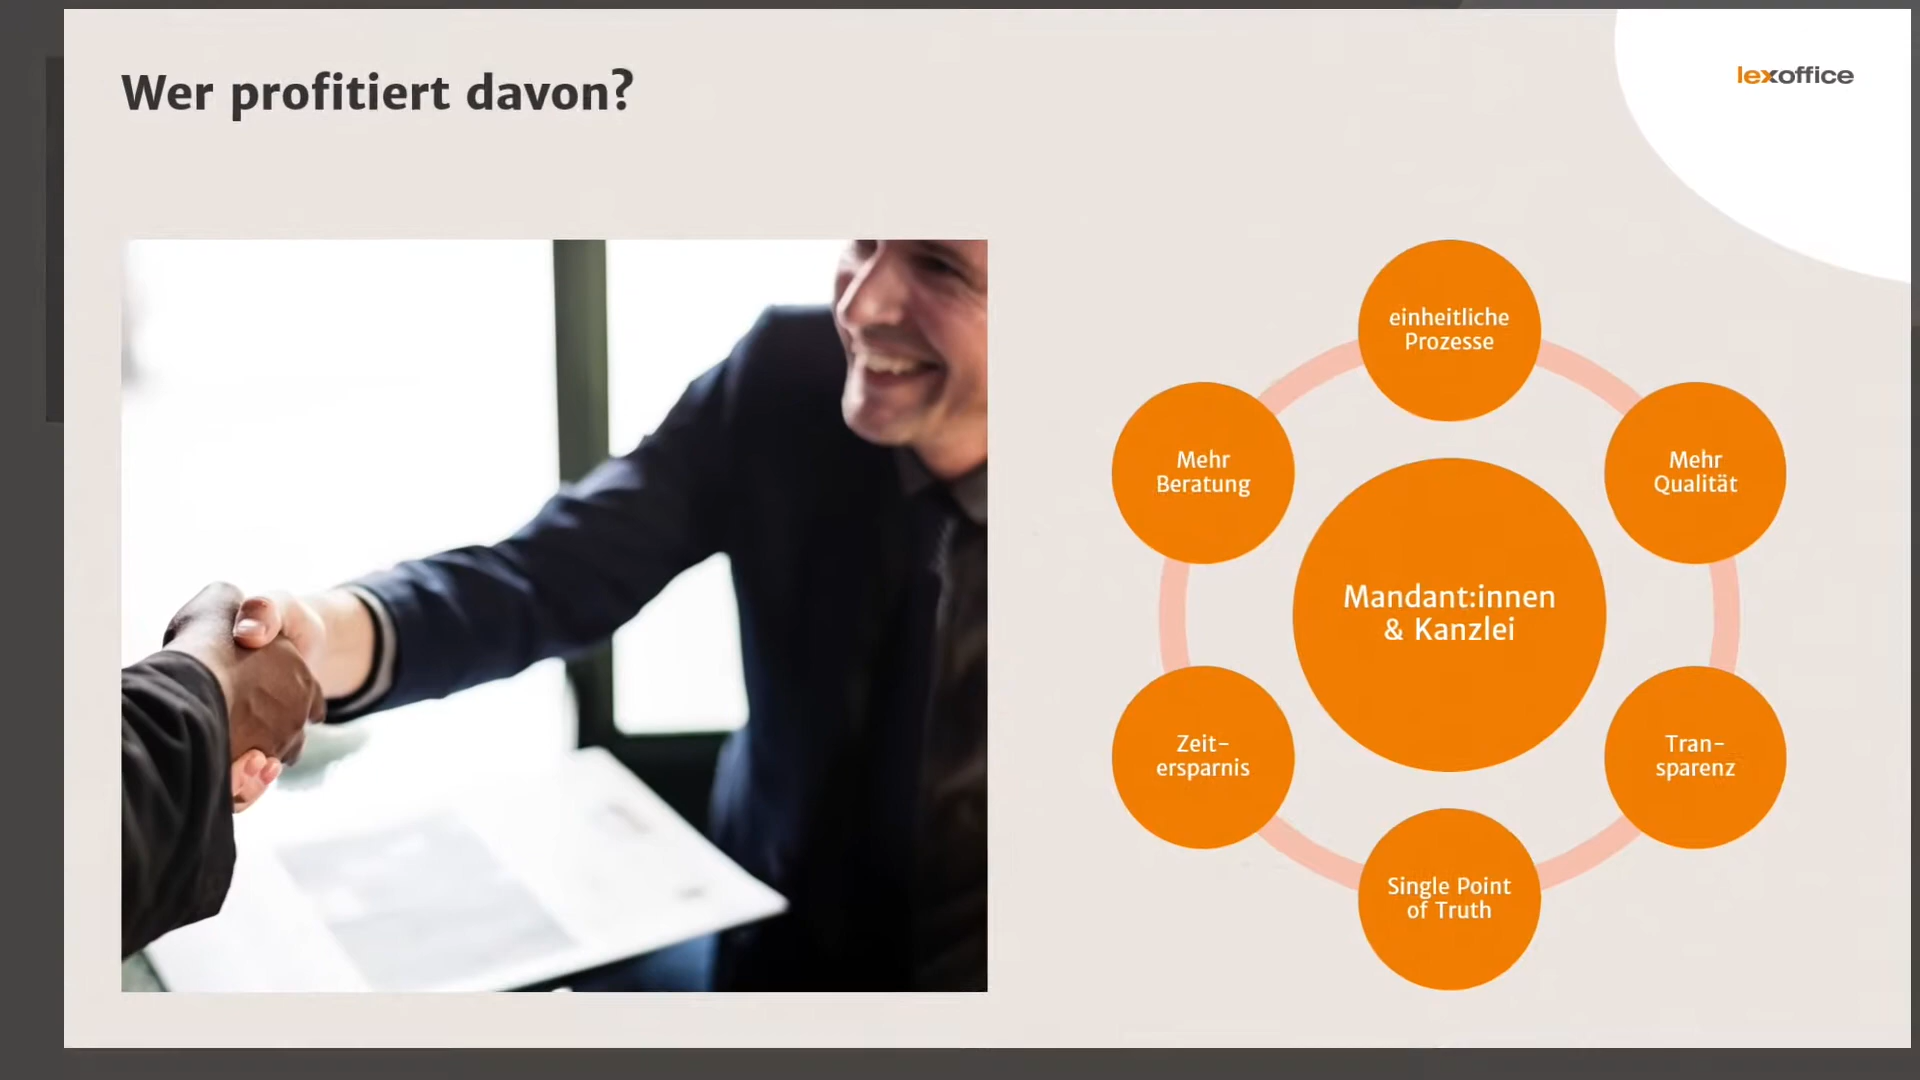 Wer profitiert davon?
lexoffice
einheitliche
Prozesse
Mehr
Beratung
Mehr
Qualität
Mandant:innen
& Kanzlei
Zeit-
ersparnis
Tran-
sparenz
Single Point
of Truth